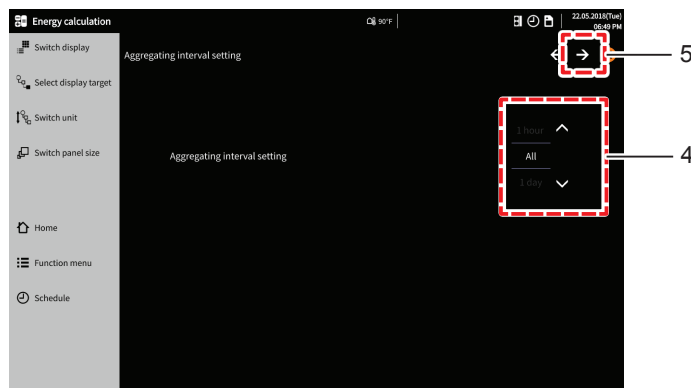 Energy calculation
90°F
22.05.2018(Tue)
06:49 PM
Switch display
Aggregating interval setting
5
Select display target
Switch unit
1 hour
Switch panel size
Aggregating interval setting
All
4
1 day
Home
Function menu
Schedule